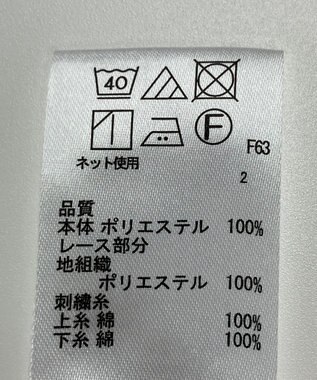 40
F
F63
ネット使用
2
品質
本体 ポリエステル 100%
レース部分
地組織
ポリエステル 100%
刺繍糸
上糸 綿 100%
下糸 綿 100%